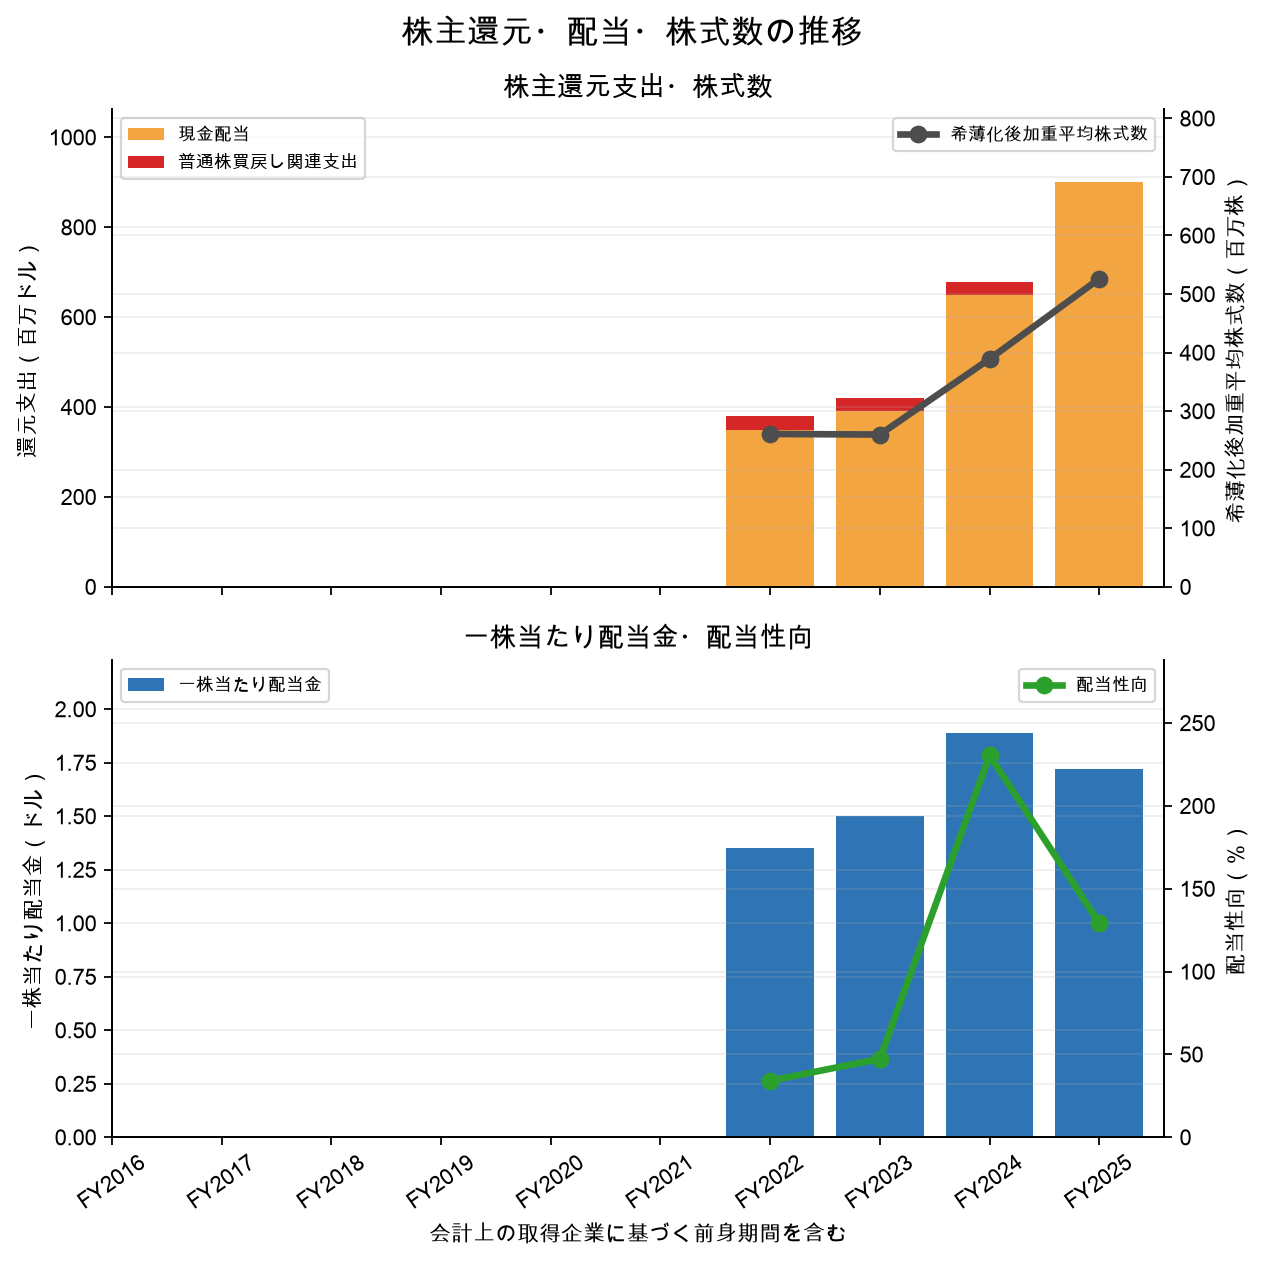 株主還元・配当・株式数の推移
株主還元支出・株式数
現金配当
普通株買戻し関連支出
希薄化後加重平均株式数
1000
800
600
400
200
0
還元支出（百万ドル）
800
700
600
500
400
300
200
100
0
希薄化後加重平均株式数（百万株）
一株当たり配当金・配当性向
一株当たり配当金
配当性向
2.00
1.75
1.50
1.25
1.00
0.75
0.50
0.25
0.00
一株当たり配当金（ドル）
250
200
150
100
50
0
配当性向（%）
FY2016 FY2017 FY2018 FY2019 FY2020 FY2021 FY2022 FY2023 FY2024 FY2025
会計上の取得企業に基づく前身期間を含む